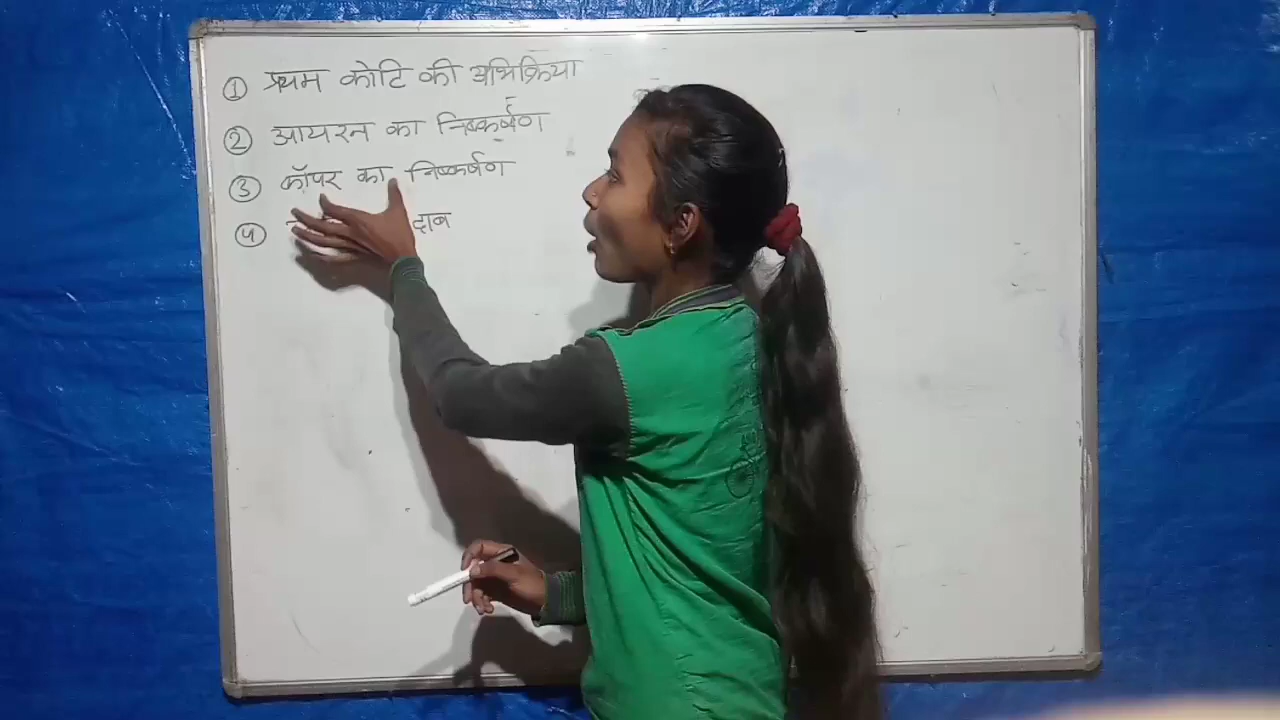 ① प्रथम कोटि की अभिक्रिया
② आयरन का निष्कर्षण
③ कॉपर का निष्कर्षण
④ दाब